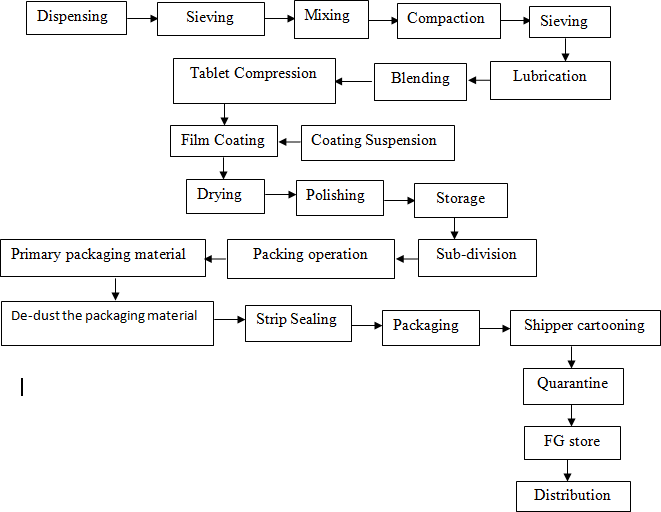 Dispensing
Sieving
Mixing
Compaction
Sieving
Lubrication
Blending
Tablet Compression
Film Coating
Coating Suspension
Drying
Polishing
Storage
Sub-division
Packing operation
Primary packaging material
De-dust the packaging material
Strip Sealing
Packaging
Shipper cartooning
Quarantine
FG store
Distribution